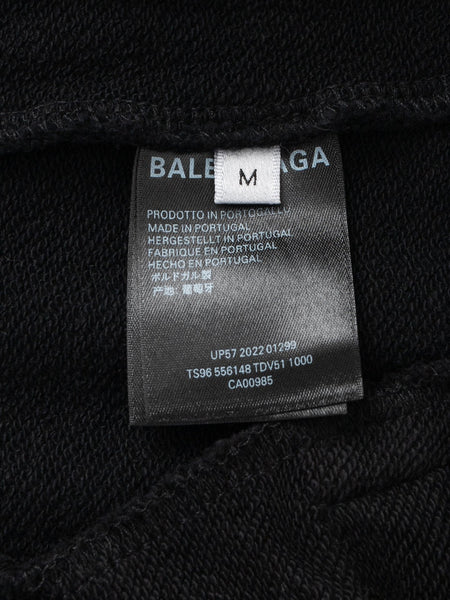 BALE AGA
M
PRODOTTO IN PORTOGALLO
MADE IN PORTUGAL
HERGESTELLT IN PORTUGAL
FABRIQUE EN PORTUGAL
HECHO EN PORTUGAL
ポルトガル製
产地: 葡萄牙
UP57 2022 01299
TS96 556148 TDV51 1000
CA00985